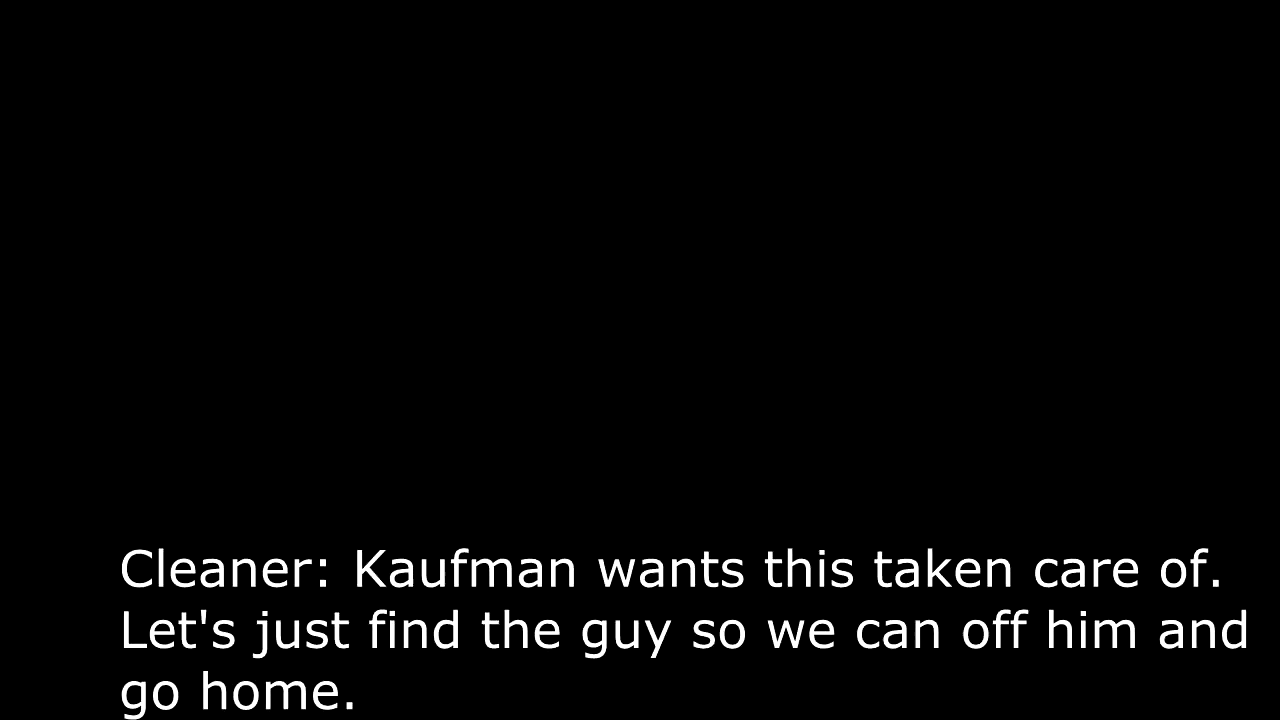 Cleaner: Kaufman wants this taken care of.
Let's just find the guy so we can off him and
go home.